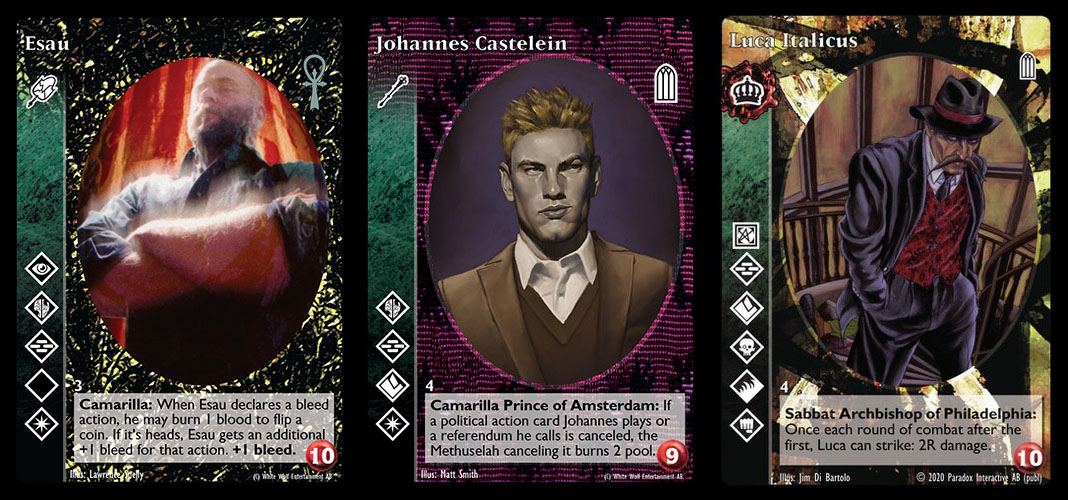 Esau
3
Camarilla: When Esau declares a bleed
action, he may burn 1 blood to flip a
coin. If it's heads, Esau gets an additional
+1 bleed for that action. +1 bleed.
10
Illus: Lawrence
(C) White Wolf Entertainment AB.
Johannes Castelein
4
Camarilla Prince of Amsterdam: If
a political action card Johannes plays or
a referendum he calls is canceled, the
Methuselah canceling it burns 2 pool.
9
Illus: Matt Smith
(C) White Wolf Entertainment AB.
Luca Italicus
4
Sabbat Archbishop of Philadelphia:
Once each round of combat after the
first, Luca can strike: 2R damage.
10
Illus: Jim Di Bartolo
© 2020 Paradox Interactive AB (publ)